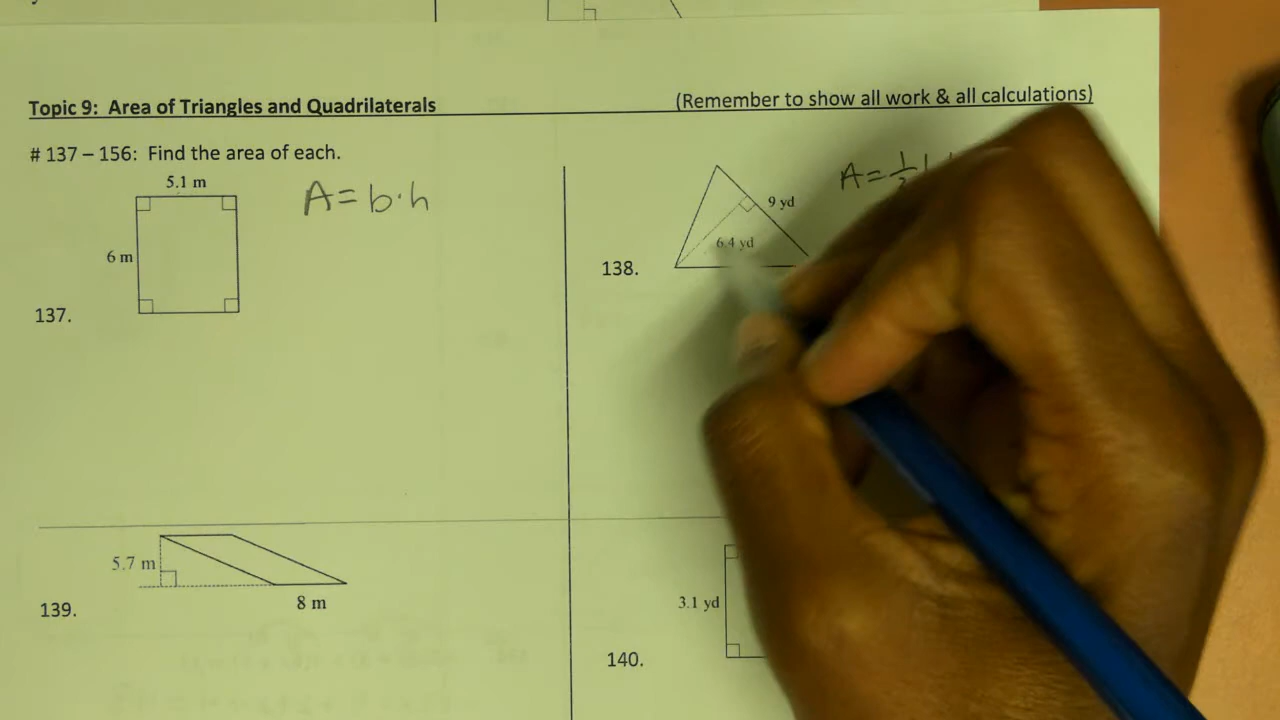 Topic 9: Area of Triangles and Quadrilaterals (Remember to show all work & all calculations)
# 137 – 156: Find the area of each.
5.1 m
6 m
A = b·h
137.
9 yd
6.4 yd
A = 1/2
138.
5.7 m
8 m
139.
3.1 yd
140.